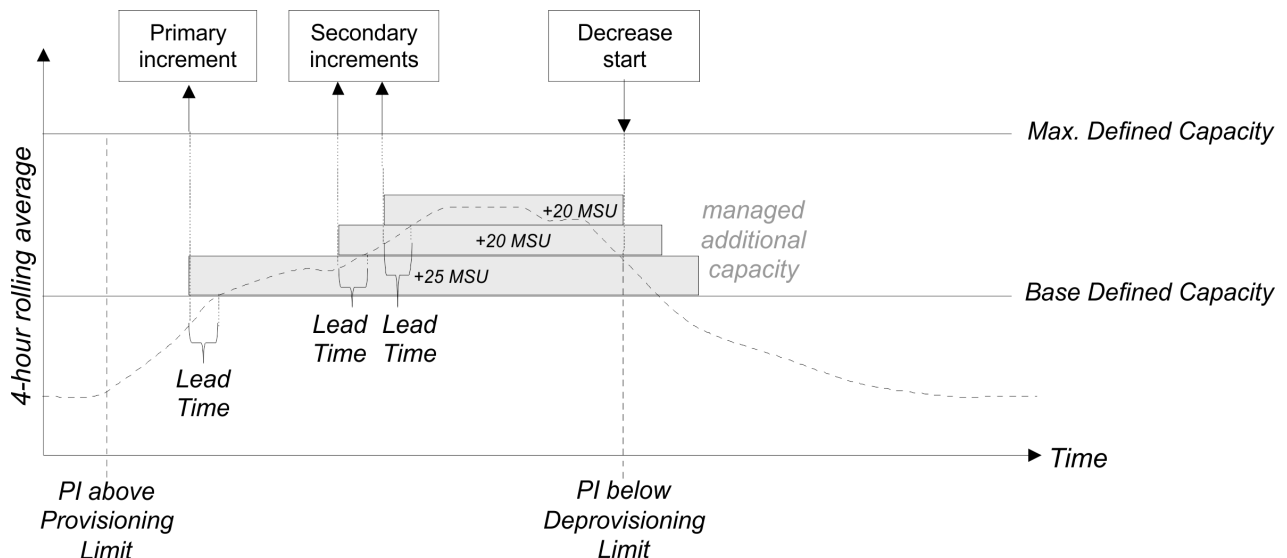 Primary
increment
Secondary
increments
Decrease
start
Max. Defined Capacity
4-hour rolling average
+20 MSU
+20 MSU
+25 MSU
managed
additional
capacity
Base Defined Capacity
Lead
Time
Lead
Time
Lead
Time
Time
PI above
Provisioning
Limit
PI below
Deprovisioning
Limit